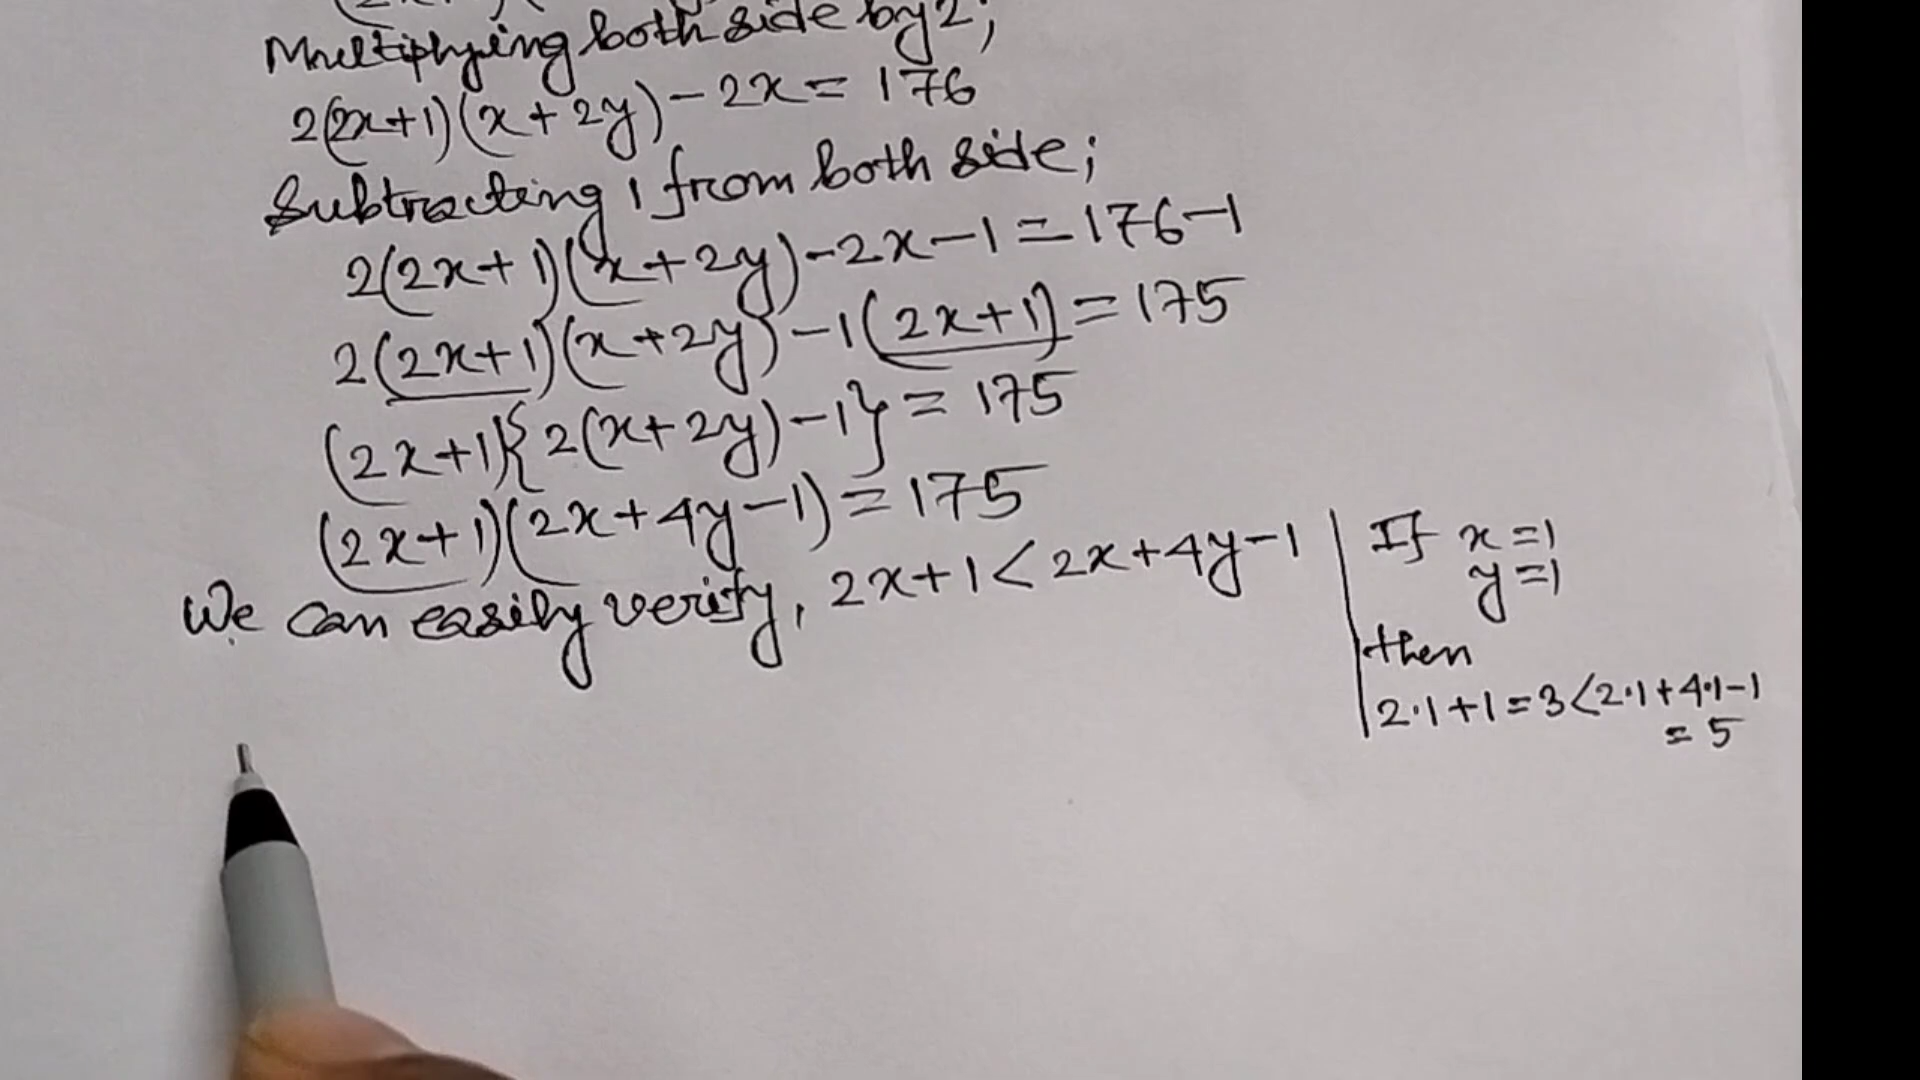 Multiplying both side by 2;
2(2x+1)(x+2y)-2x=176
Subtracting 1 from both side;
2(2x+1)(x+2y)-2x-1=176-1
2(2x+1)(x+2y)-1(2x+1)=175
(2x+1){2(x+2y)-1}=175
(2x+1)(2x+4y-1)=175
We can easily verify, 2x+1<2x+4y-1
If x=1
y=1
then
2·1+1=3<2·1+4·1-1
=5